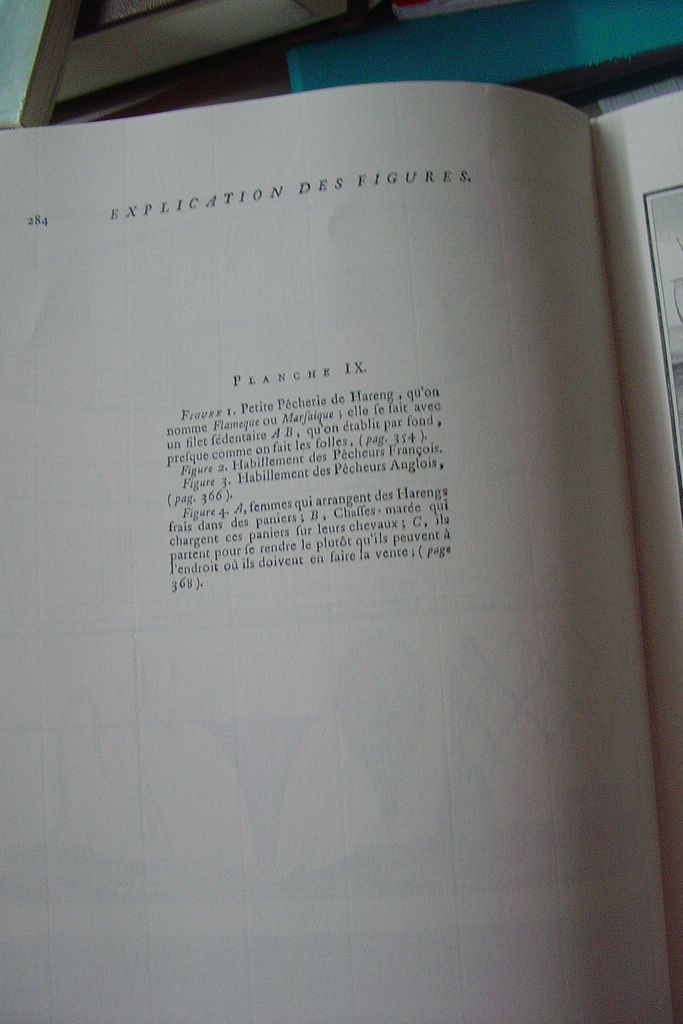 284
EXPLICATION DES FIGURES.
PLANCHE IX.
FIGURE 1. Petite Pêcherie de Hareng, qu'on
nomme Flameque ou Marſaique; elle ſe fait avec
un filet ſédentaire A B, qu'on établit par fond,
preſque comme on fait les folles, (pag. 354).
Figure 2. Habillement des Pêcheurs François.
Figure 3. Habillement des Pêcheurs Anglois,
(pag. 366).
Figure 4. A, femmes qui arrangent des Harengs
frais dans des paniers; B, Chaſſes-marée qui
chargent ces paniers ſur leurs chevaux; C, ils
partent pour ſe rendre le plutôt qu'ils peuvent à
l'endroit où ils doivent en faire la vente; (page
368).